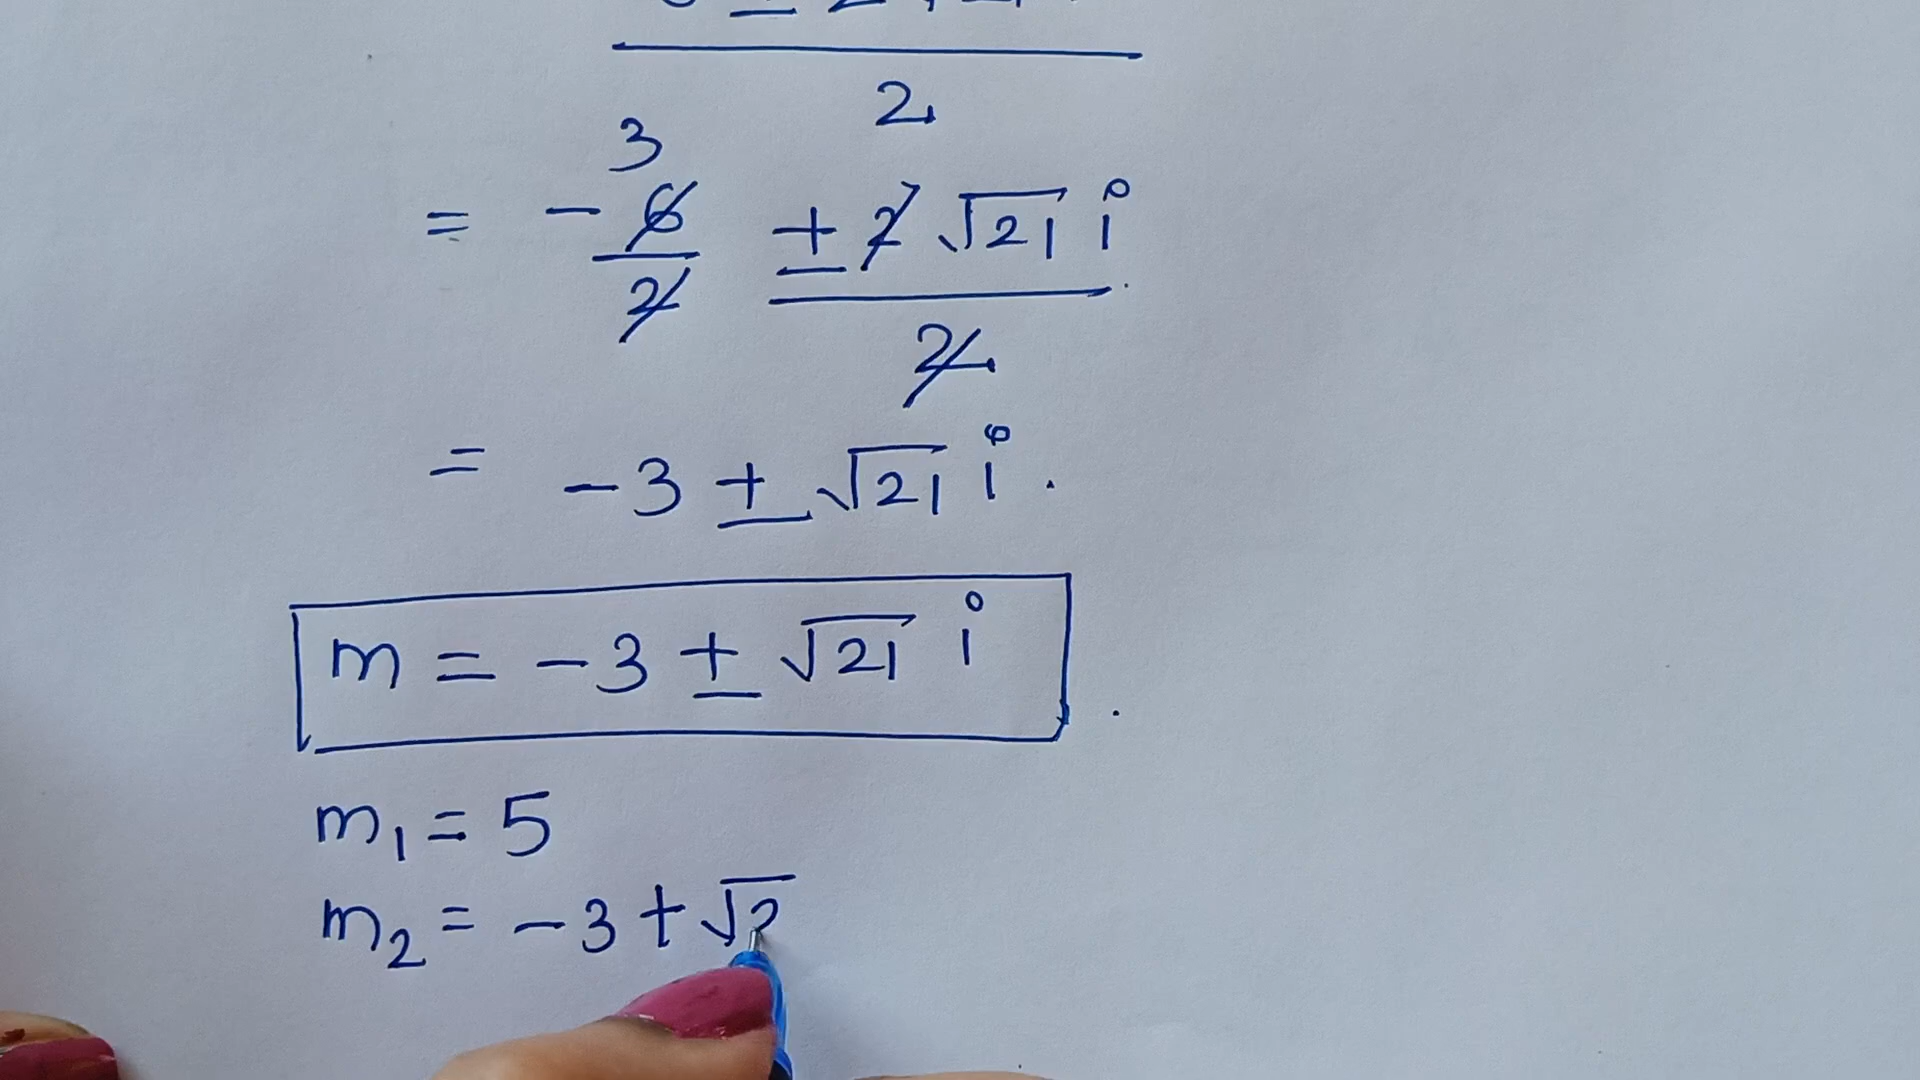 2
3
= - 6/2 ± 2√21 i / 2
= -3 ± √21 i .
m = -3 ± √21 i .
m₁ = 5
m₂ = -3 + √2